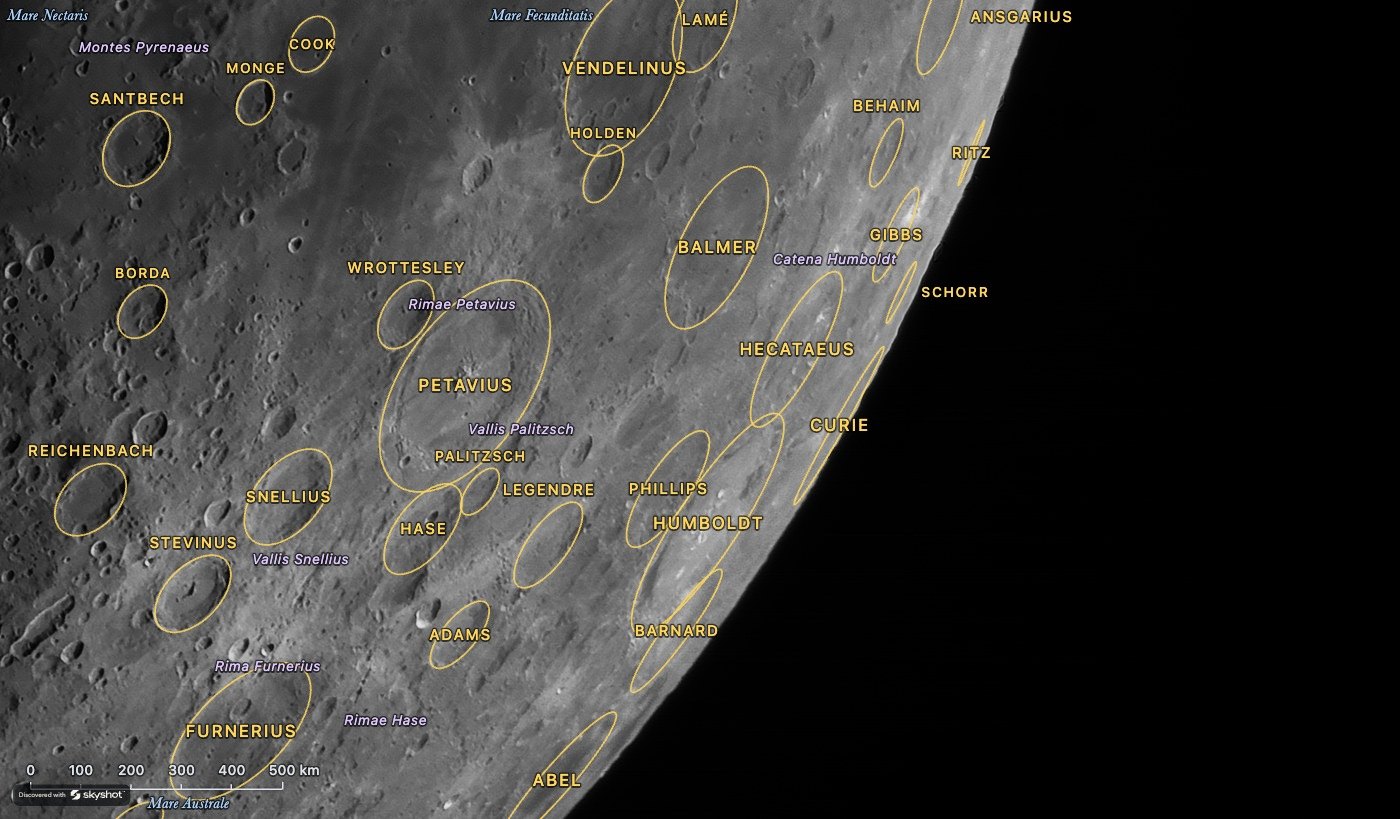 Mare Nectaris
Mare Fecunditatis
LAMÉ
ANSGARIUS
Montes Pyrenaeus
COOK
MONGE
VENDELINUS
SANTBECH
BEHAIM
HOLDEN
RITZ
GIBBS
BALMER
Catena Humboldt
BORDA
WROTTESLEY
SCHORR
Rimae Petavius
HECATAEUS
PETAVIUS
CURIE
Vallis Palitzsch
REICHENBACH
PALITZSCH
SNELLIUS
LEGENDRE
PHILLIPS
HASE
HUMBOLDT
STEVINUS
Vallis Snellius
ADAMS
BARNARD
Rima Furnerius
Rimae Hase
FURNERIUS
0 100 200 300 400 500 km
ABEL
Discovered with skyshot
Mare Australe